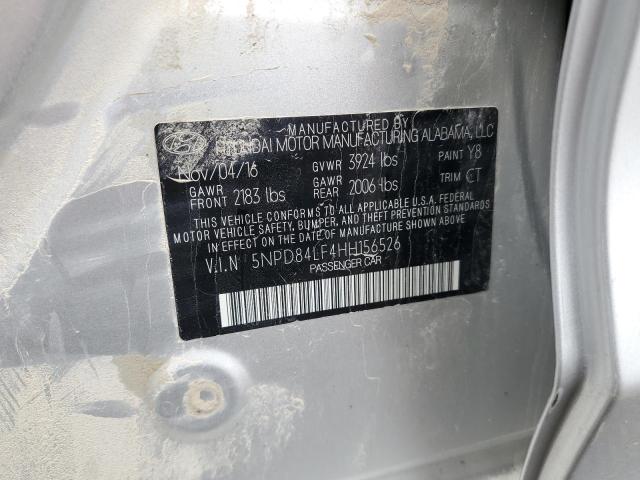 MANUFACTURED BY
HYUNDAI MOTOR MANUFACTURING ALABAMA, LLC
Nov/04/16 GVWR 3924 lbs PAINT Y8
GAWR FRONT 2183 lbs GAWR REAR 2006 lbs TRIM CT
THIS VEHICLE CONFORMS TO ALL APPLICABLE U.S.A. FEDERAL
MOTOR VEHICLE SAFETY, BUMPER, AND THEFT PREVENTION STANDARDS
IN EFFECT ON THE DATE OF MANUFACTURE SHOWN ABOVE.
V.I.N 5NPD84LF4HH156526
PASSENGER CAR